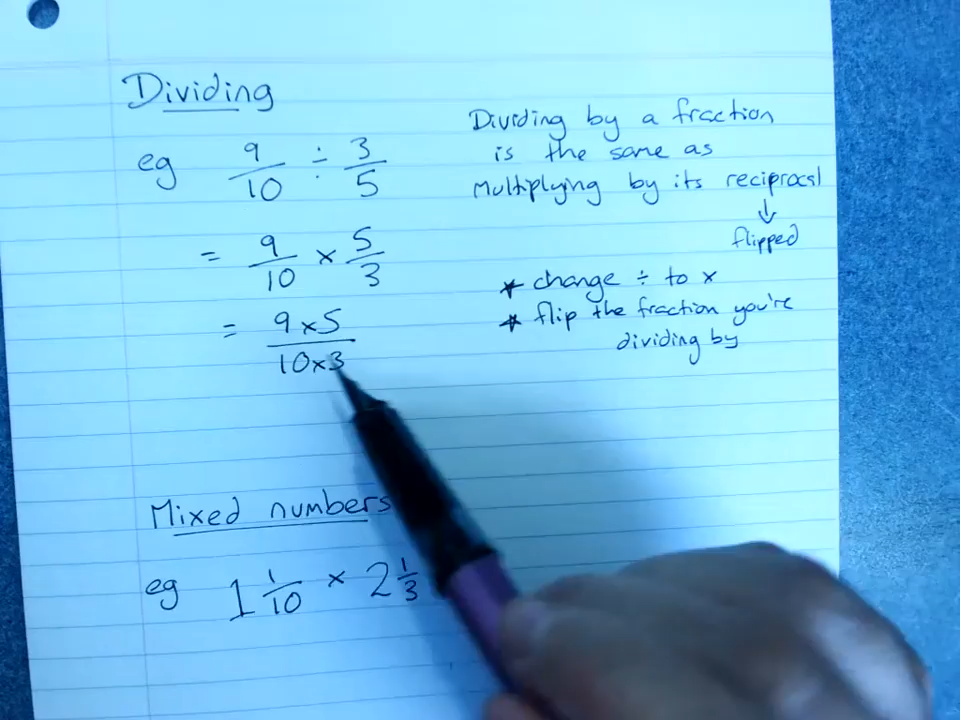 Dividing
eg 9/10 ÷ 3/5
= 9/10 × 5/3
= 9×5/10×3
Dividing by a fraction
is the same as
multiplying by its reciprocal
↓
flipped
* change ÷ to ×
* flip the fraction you're
dividing by
Mixed numbers
eg 1 1/10 × 2 1/3